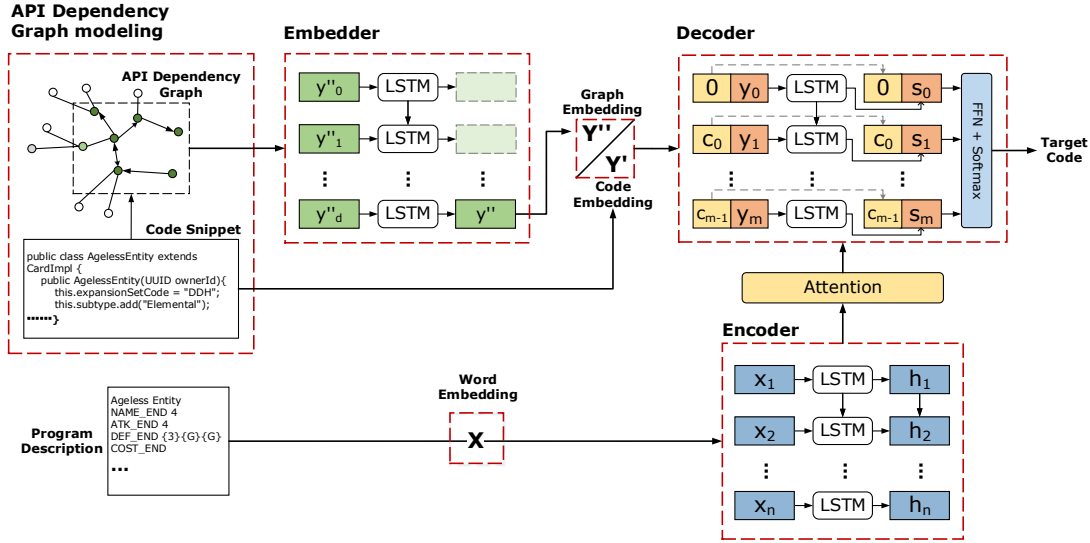 API Dependency
Graph modeling
API Dependency
Graph
Code Snippet
public class AgelessEntity extends
CardImpl {
public AgelessEntity(UUID ownerId){
this.expansionSetCode = "DDH";
this.subtype.add("Elemental");
......}
Embedder
y''0 LSTM
y''1 LSTM
⋮ ⋮ ⋮
y''d LSTM y''
Graph
Embedding
Y''
Y'
Code
Embedding
Decoder
0 y0 LSTM 0 s0
c0 y1 LSTM c0 s1
⋮ ⋮ ⋮
cm-1 ym LSTM cm-1 sm
FFN + Softmax
Target
Code
Attention
Encoder
x1 LSTM h1
x2 LSTM h2
⋮ ⋮ ⋮
xn LSTM hn
Program
Description
Ageless Entity
NAME_END 4
ATK_END 4
DEF_END {3}{G}{G}
COST_END
...
Word
Embedding
X